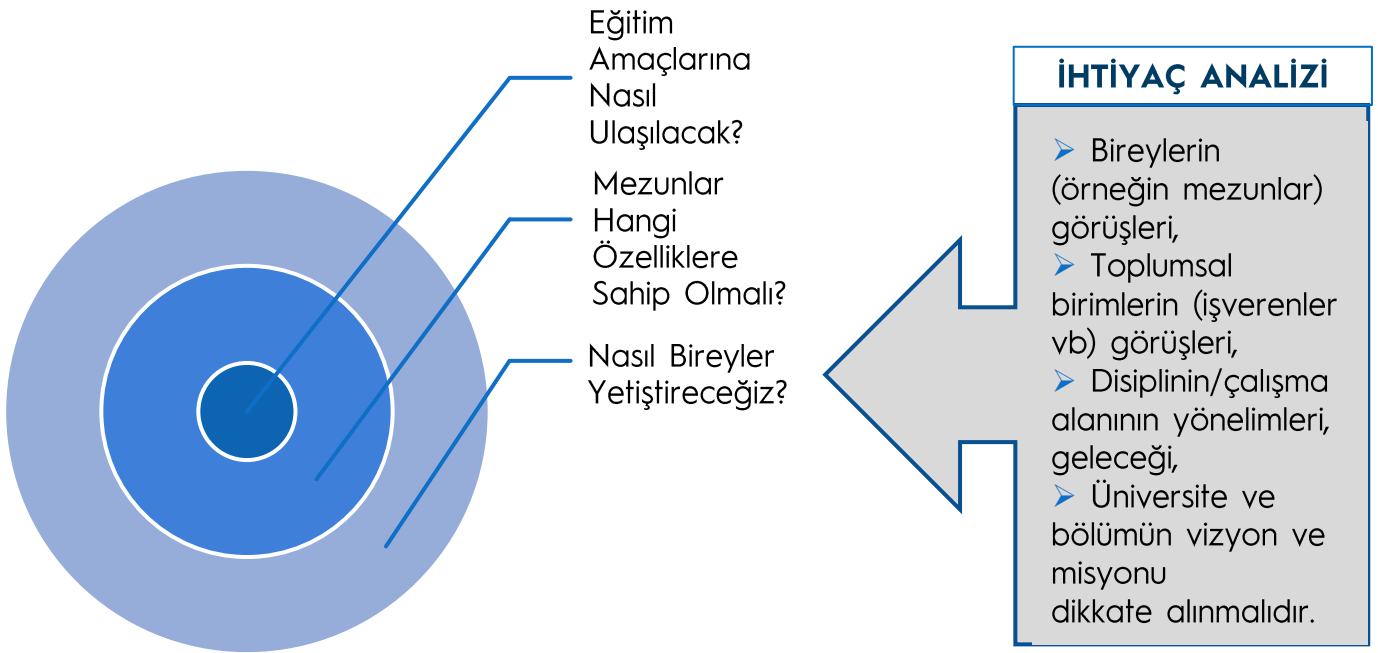 Eğitim
Amaçlarına
Nasıl
Ulaşılacak?
Mezunlar
Hangi
Özelliklere
Sahip Olmalı?
Nasıl Bireyler
Yetiştireceğiz?
İHTİYAÇ ANALİZİ
➢ Bireylerin
(örneğin mezunlar)
görüşleri,
➢ Toplumsal
birimlerin (işverenler
vb) görüşleri,
➢ Disiplinin/çalışma
alanının yönelimleri,
geleceği,
➢ Üniversite ve
bölümün vizyon ve
misyonu
dikkate alınmalıdır.